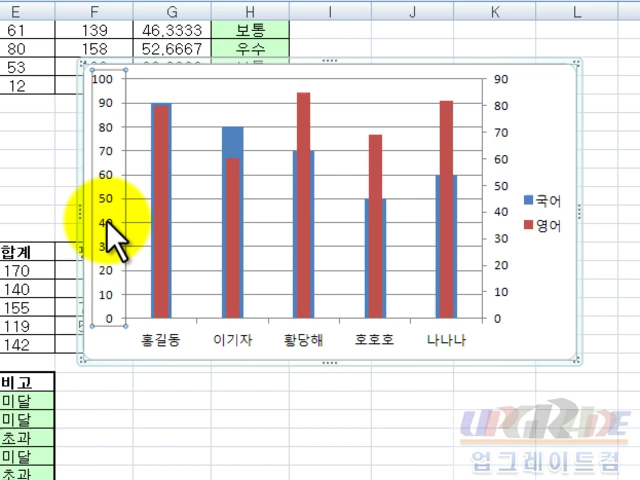 E F G H I J K L
61 139 46,3333 보통
80 158 52,6667 우수
53
12
100 90
90 80
80 70
70 60
60 50
50 40
40 30
30 20
20 10
10 0
0
홍길동 이기자 황당해 호호호 나나나
국어
영어
합계
170
140
155
119
142
비고
미달
미달
초과
미달
초과
UPGRADE
업그레이드컴